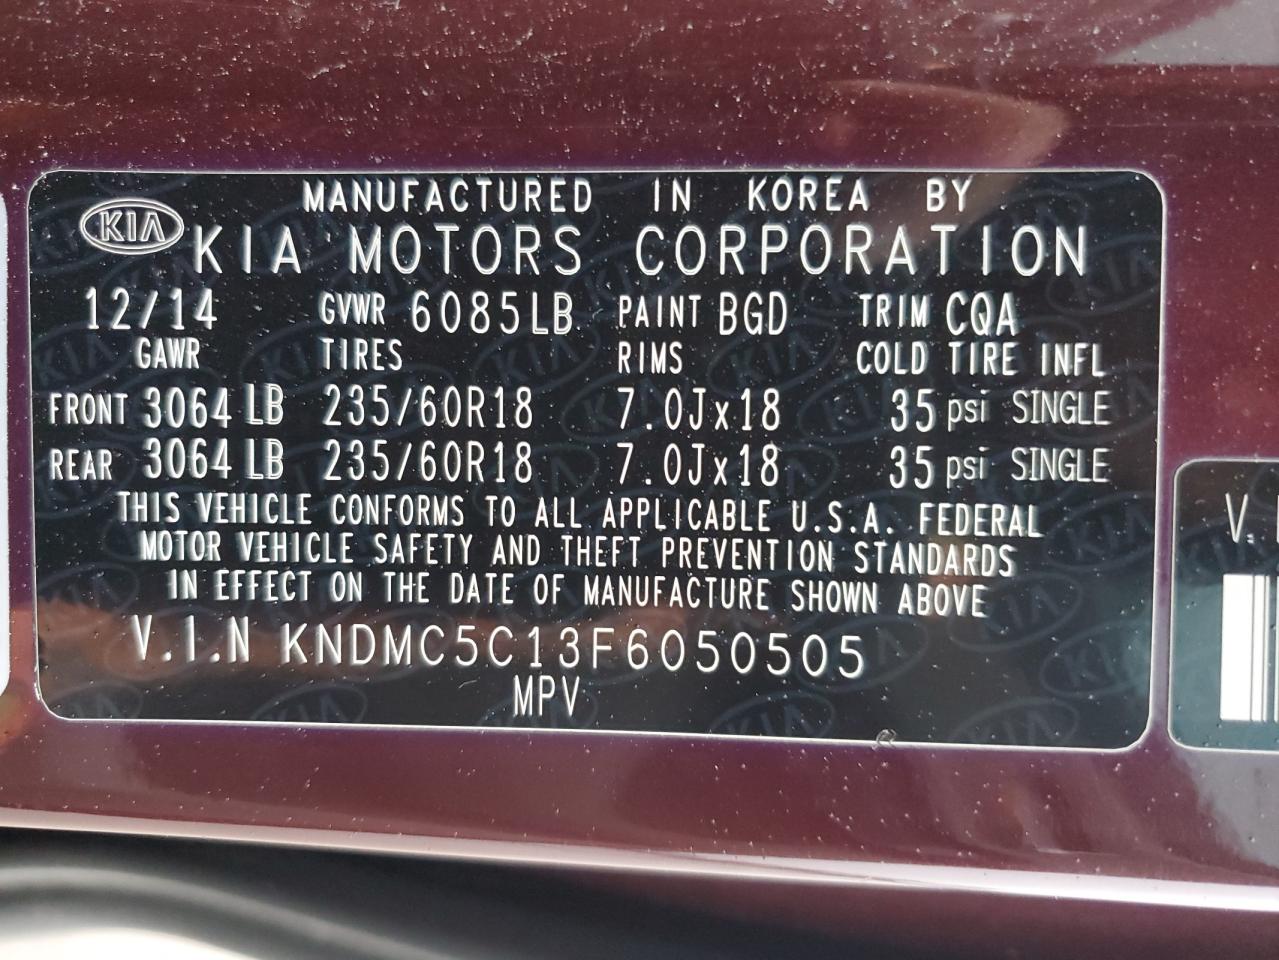 MANUFACTURED IN KOREA BY
KIA KIA MOTORS CORPORATION
12/14 GVWR 6085LB PAINT BGD TRIM CQA
GAWR TIRES RIMS COLD TIRE INFL
FRONT 3064 LB 235/60R18 7.0Jx18 35 psi SINGLE
REAR 3064 LB 235/60R18 7.0Jx18 35 psi SINGLE
THIS VEHICLE CONFORMS TO ALL APPLICABLE U.S.A. FEDERAL
MOTOR VEHICLE SAFETY AND THEFT PREVENTION STANDARDS
IN EFFECT ON THE DATE OF MANUFACTURE SHOWN ABOVE
V.I.N KNDMC5C13F6050505
MPV
V.